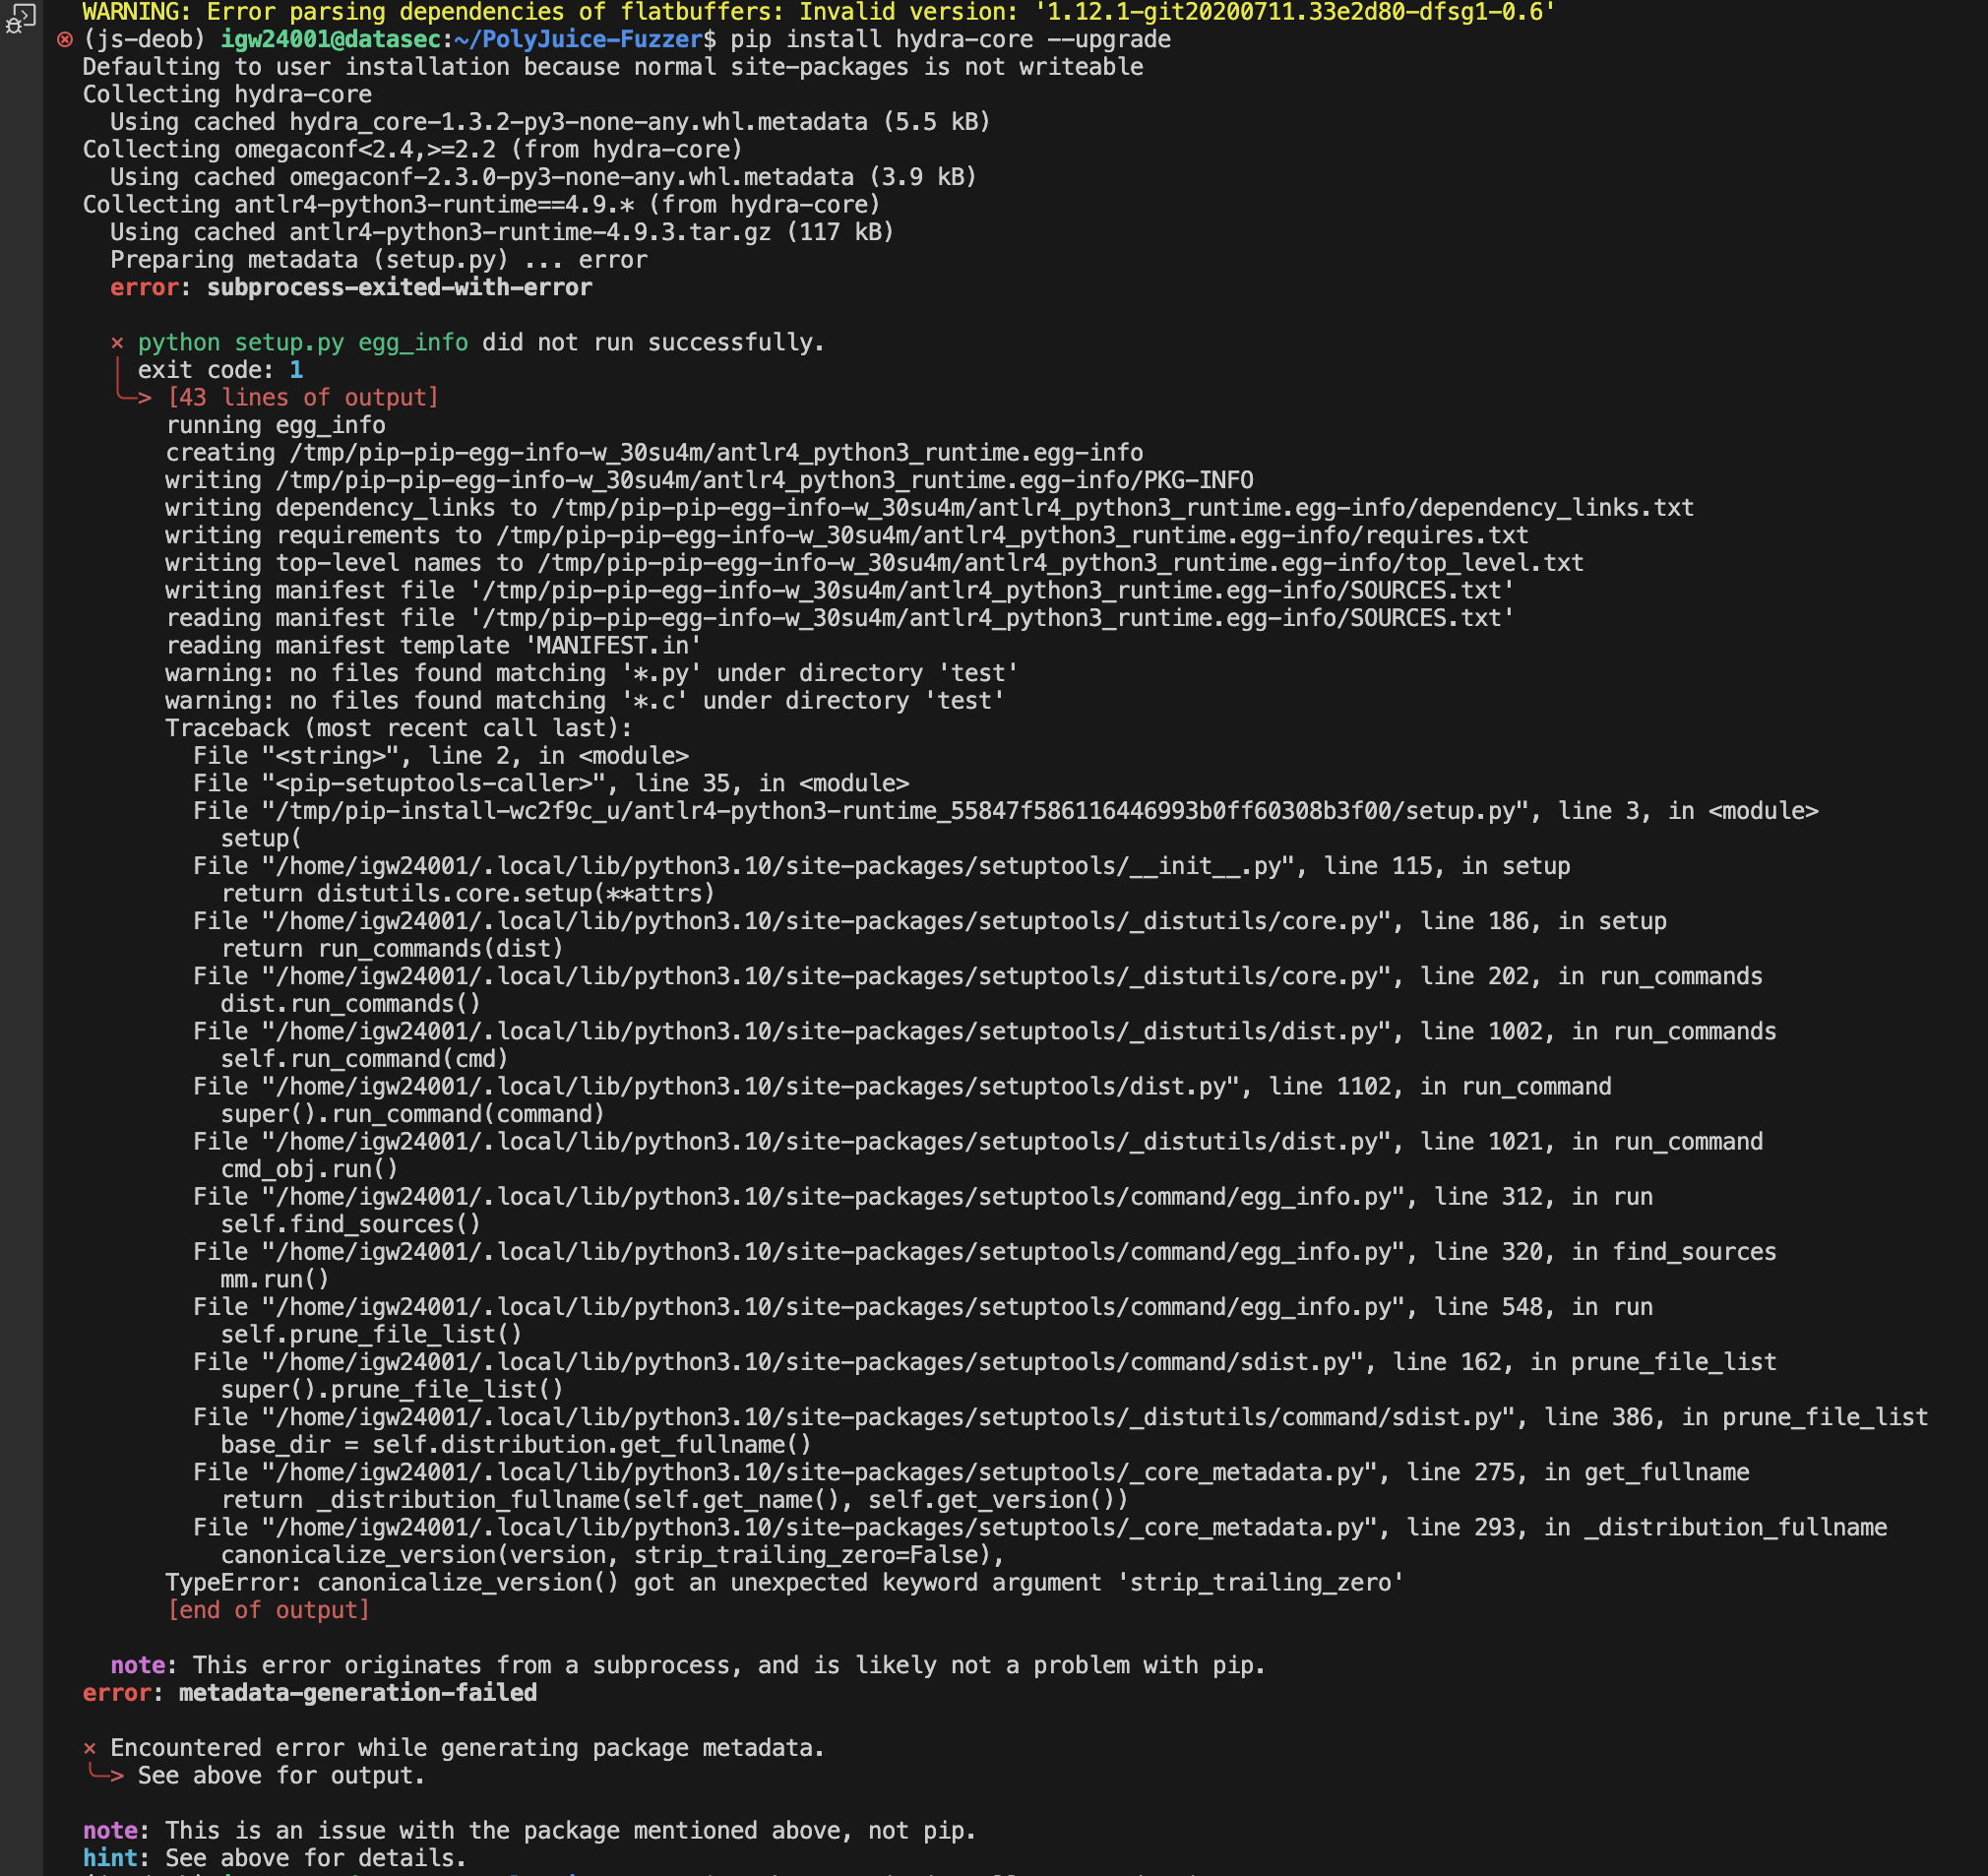 WARNING: Error parsing dependencies of flatbuffers: Invalid version: '1.12.1-git20200711.33e2d80-dfsg1-0.6'
(js-deob) igw24001@datasec:~/PolyJuice-Fuzzer$ pip install hydra-core --upgrade
Defaulting to user installation because normal site-packages is not writeable
Collecting hydra-core
  Using cached hydra_core-1.3.2-py3-none-any.whl.metadata (5.5 kB)
Collecting omegaconf<2.4,>=2.2 (from hydra-core)
  Using cached omegaconf-2.3.0-py3-none-any.whl.metadata (3.9 kB)
Collecting antlr4-python3-runtime==4.9.* (from hydra-core)
  Using cached antlr4-python3-runtime-4.9.3.tar.gz (117 kB)
  Preparing metadata (setup.py) ... error
  error: subprocess-exited-with-error
  × python setup.py egg_info did not run successfully.
  │ exit code: 1
  ╰─> [43 lines of output]
      running egg_info
      creating /tmp/pip-pip-egg-info-w_30su4m/antlr4_python3_runtime.egg-info
      writing /tmp/pip-pip-egg-info-w_30su4m/antlr4_python3_runtime.egg-info/PKG-INFO
      writing dependency_links to /tmp/pip-pip-egg-info-w_30su4m/antlr4_python3_runtime.egg-info/dependency_links.txt
      writing requirements to /tmp/pip-pip-egg-info-w_30su4m/antlr4_python3_runtime.egg-info/requires.txt
      writing top-level names to /tmp/pip-pip-egg-info-w_30su4m/antlr4_python3_runtime.egg-info/top_level.txt
      writing manifest file '/tmp/pip-pip-egg-info-w_30su4m/antlr4_python3_runtime.egg-info/SOURCES.txt'
      reading manifest file '/tmp/pip-pip-egg-info-w_30su4m/antlr4_python3_runtime.egg-info/SOURCES.txt'
      reading manifest template 'MANIFEST.in'
      warning: no files found matching '*.py' under directory 'test'
      warning: no files found matching '*.c' under directory 'test'
      Traceback (most recent call last):
        File "<string>", line 2, in <module>
        File "<pip-setuptools-caller>", line 35, in <module>
        File "/tmp/pip-install-wc2f9c_u/antlr4-python3-runtime_55847f586116446993b0ff60308b3f00/setup.py", line 3, in <module>
          setup(
        File "/home/igw24001/.local/lib/python3.10/site-packages/setuptools/__init__.py", line 115, in setup
          return distutils.core.setup(**attrs)
        File "/home/igw24001/.local/lib/python3.10/site-packages/setuptools/_distutils/core.py", line 186, in setup
          return run_commands(dist)
        File "/home/igw24001/.local/lib/python3.10/site-packages/setuptools/_distutils/core.py", line 202, in run_commands
          dist.run_commands()
        File "/home/igw24001/.local/lib/python3.10/site-packages/setuptools/_distutils/dist.py", line 1002, in run_commands
          self.run_command(cmd)
        File "/home/igw24001/.local/lib/python3.10/site-packages/setuptools/dist.py", line 1102, in run_command
          super().run_command(command)
        File "/home/igw24001/.local/lib/python3.10/site-packages/setuptools/_distutils/dist.py", line 1021, in run_command
          cmd_obj.run()
        File "/home/igw24001/.local/lib/python3.10/site-packages/setuptools/command/egg_info.py", line 312, in run
          self.find_sources()
        File "/home/igw24001/.local/lib/python3.10/site-packages/setuptools/command/egg_info.py", line 320, in find_sources
          mm.run()
        File "/home/igw24001/.local/lib/python3.10/site-packages/setuptools/command/egg_info.py", line 548, in run
          self.prune_file_list()
        File "/home/igw24001/.local/lib/python3.10/site-packages/setuptools/command/sdist.py", line 162, in prune_file_list
          super().prune_file_list()
        File "/home/igw24001/.local/lib/python3.10/site-packages/setuptools/_distutils/command/sdist.py", line 386, in prune_file_list
          base_dir = self.distribution.get_fullname()
        File "/home/igw24001/.local/lib/python3.10/site-packages/setuptools/_core_metadata.py", line 275, in get_fullname
          return _distribution_fullname(self.get_name(), self.get_version())
        File "/home/igw24001/.local/lib/python3.10/site-packages/setuptools/_core_metadata.py", line 293, in _distribution_fullname
          canonicalize_version(version, strip_trailing_zero=False),
      TypeError: canonicalize_version() got an unexpected keyword argument 'strip_trailing_zero'
      [end of output]
  note: This error originates from a subprocess, and is likely not a problem with pip.
error: metadata-generation-failed
× Encountered error while generating package metadata.
╰─> See above for output.
note: This is an issue with the package mentioned above, not pip.
hint: See above for details.